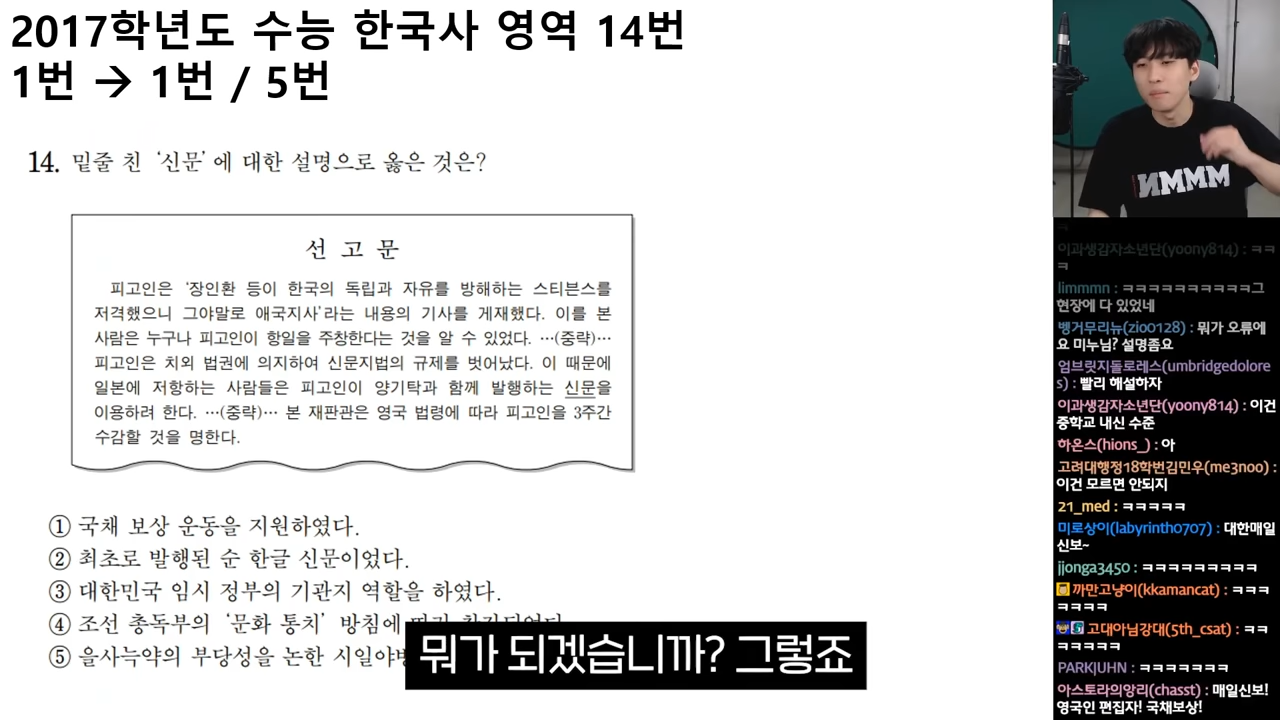 2017학년도 수능 한국사 영역 14번
1번 → 1번 / 5번
14. 밑줄 친 ‘신문’에 대한 설명으로 옳은 것은?
선 고 문
피고인은 ‘장인환 등이 한국의 독립과 자유를 방해하는 스티븐스를
저격했으니 그야말로 애국지사’라는 내용의 기사를 게재했다. 이를 본
사람은 누구나 피고인이 항일을 주창한다는 것을 알 수 있었다. …(중략)…
피고인은 치외 법권에 의지하여 신문지법의 규제를 벗어났다. 이 때문에
일본에 저항하는 사람들은 피고인이 양기탁과 함께 발행하는 신문을
이용하려 한다. …(중략)… 본 재판관은 영국 법령에 따라 피고인을 3주간
수감할 것을 명한다.
① 국채 보상 운동을 지원하였다.
② 최초로 발행된 순 한글 신문이었다.
③ 대한민국 임시 정부의 기관지 역할을 하였다.
④ 조선 총독부의 ‘문화 통치’ 방침에
⑤ 을사늑약의 부당성을 논한
뭐가 되겠습니까? 그렇죠
ИMMM
이과생감자소년단(yoony814) : ㅋㅋ
ㅋ
limmmn : ㅋㅋㅋㅋㅋㅋㅋㅋㅋㅋ그
현장에 다 있었네
벵거무리뉴(zio0128) : 뭐가 오류에
요 미누님? 설명좀요
엄브릿지돌로레스(umbridgedolore
s) : 빨리 해설하자
이과생감자소년단(yoony814) : 이건
중학교 내신 수준
하온스(hions_) : 아
고려대행정18학번김민우(me3noo) :
이건 모르면 안되지
21_med : ㅋㅋㅋㅋㅋ
미로상이(labyrinth0707) : 대한매일
신보~
jjonga3450 : ㅋㅋㅋㅋㅋㅋㅋㅋㅋ
까만고냥이(kkamancat) : ㅋㅋㅋ
ㅋㅋㅋㅋ
고대아님강대(5th_csat) : ㅋㅋ
ㅋㅋㅋㅋㅋ
PARKJUHN : ㅋㅋㅋㅋㅋㅋㅋ
아스토라의앙리(chasst) : 매일신보!
영국인 편집자! 국채보상!